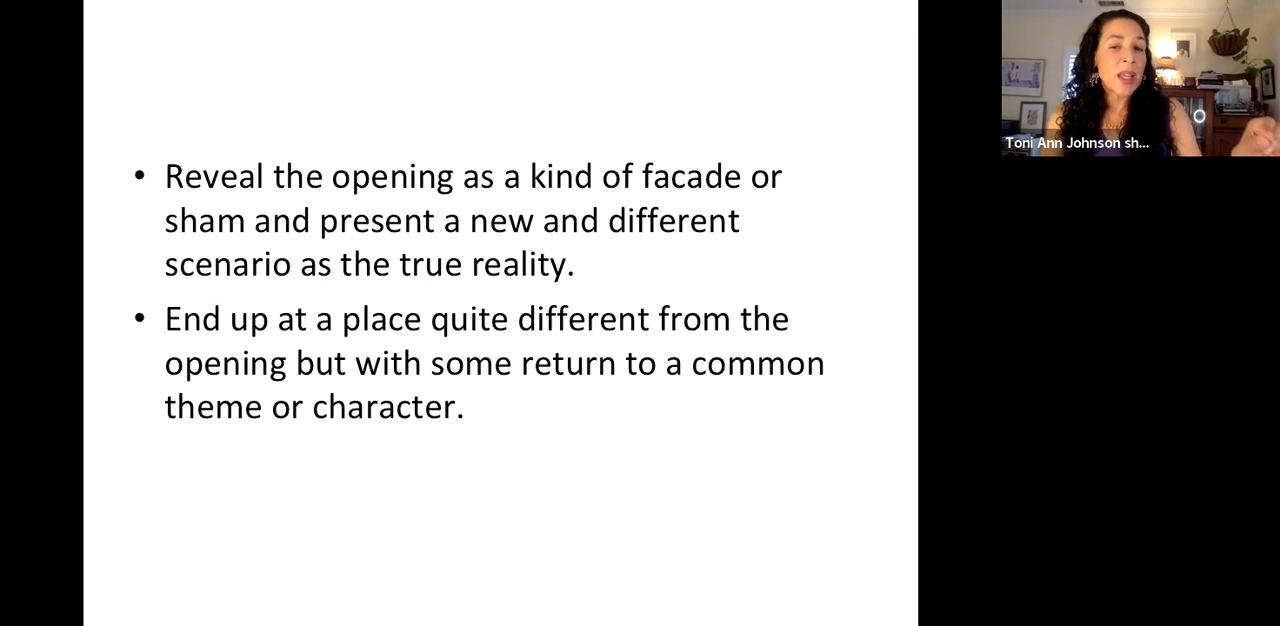 • Reveal the opening as a kind of facade or
sham and present a new and different
scenario as the true reality.
• End up at a place quite different from the
opening but with some return to a common
theme or character.
Toni Ann Johnson sh...